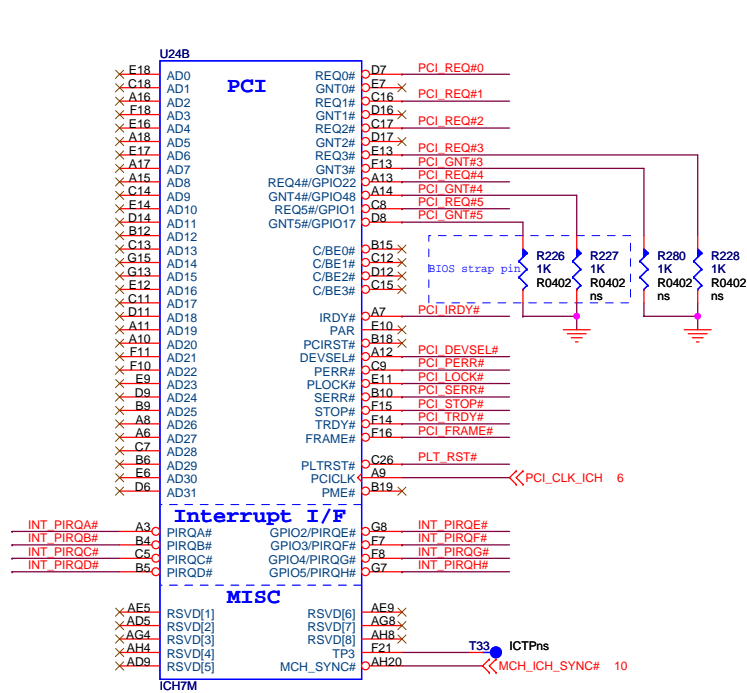 U24B
PCI
E18 AD0 REQ0# D7 PCI_REQ#0
C18 AD1 GNT0# E7
A16 AD2 REQ1# C16 PCI_REQ#1
F18 AD3 GNT1# D16
E16 AD4 REQ2# C17 PCI_REQ#2
A18 AD5 GNT2# D17
E17 AD6 REQ3# E13 PCI_REQ#3
A17 AD7 GNT3# F13 PCI_GNT#3
A15 AD8 REQ4#/GPIO22 A13 PCI_REQ#4
C14 AD9 GNT4#/GPIO48 A14 PCI_GNT#4
E14 AD10 REQ5#/GPIO1 C8 PCI_REQ#5
D14 AD11 GNT5#/GPIO17 D8 PCI_GNT#5
B12 AD12
C13 AD13 C/BE0# B15
G15 AD14 C/BE1# C12
G13 AD15 C/BE2# D12
E12 AD16 C/BE3# C15
C11 AD17
D11 AD18 IRDY# A7 PCI_IRDY#
A11 AD19 PAR E10
A10 AD20 PCIRST# B18
F11 AD21 DEVSEL# A12 PCI_DEVSEL#
F10 AD22 PERR# C9 PCI_PERR#
E9 AD23 PLOCK# E11 PCI_LOCK#
D9 AD24 SERR# B10 PCI_SERR#
B9 AD25 STOP# F15 PCI_STOP#
A8 AD26 TRDY# F14 PCI_TRDY#
A6 AD27 FRAME# F16 PCI_FRAME#
C7 AD28
B6 AD29 PLTRST# C26 PLT_RST#
E6 AD30 PCICLK A9 PCI_CLK_ICH 6
D6 AD31 PME# B19
BIOS strap pin
R226 R227 R280 R228
1K 1K 1K 1K
R0402 R0402 R0402 R0402
ns ns ns ns
Interrupt I/F
INT_PIRQA# A3 PIRQA# GPIO2/PIRQE# G8 INT_PIRQE#
INT_PIRQB# B4 PIRQB# GPIO3/PIRQF# F7 INT_PIRQF#
INT_PIRQC# C5 PIRQC# GPIO4/PIRQG# F8 INT_PIRQG#
INT_PIRQD# B5 PIRQD# GPIO5/PIRQH# G7 INT_PIRQH#
MISC
AE5 RSVD[1] RSVD[6] AE9
AD5 RSVD[2] RSVD[7] AG8
AG4 RSVD[3] RSVD[8] AH8
AH4 RSVD[4] TP3 F21 T33 ICTPns
AD9 RSVD[5] MCH_SYNC# AH20 MCH_ICH_SYNC# 10
ICH7M